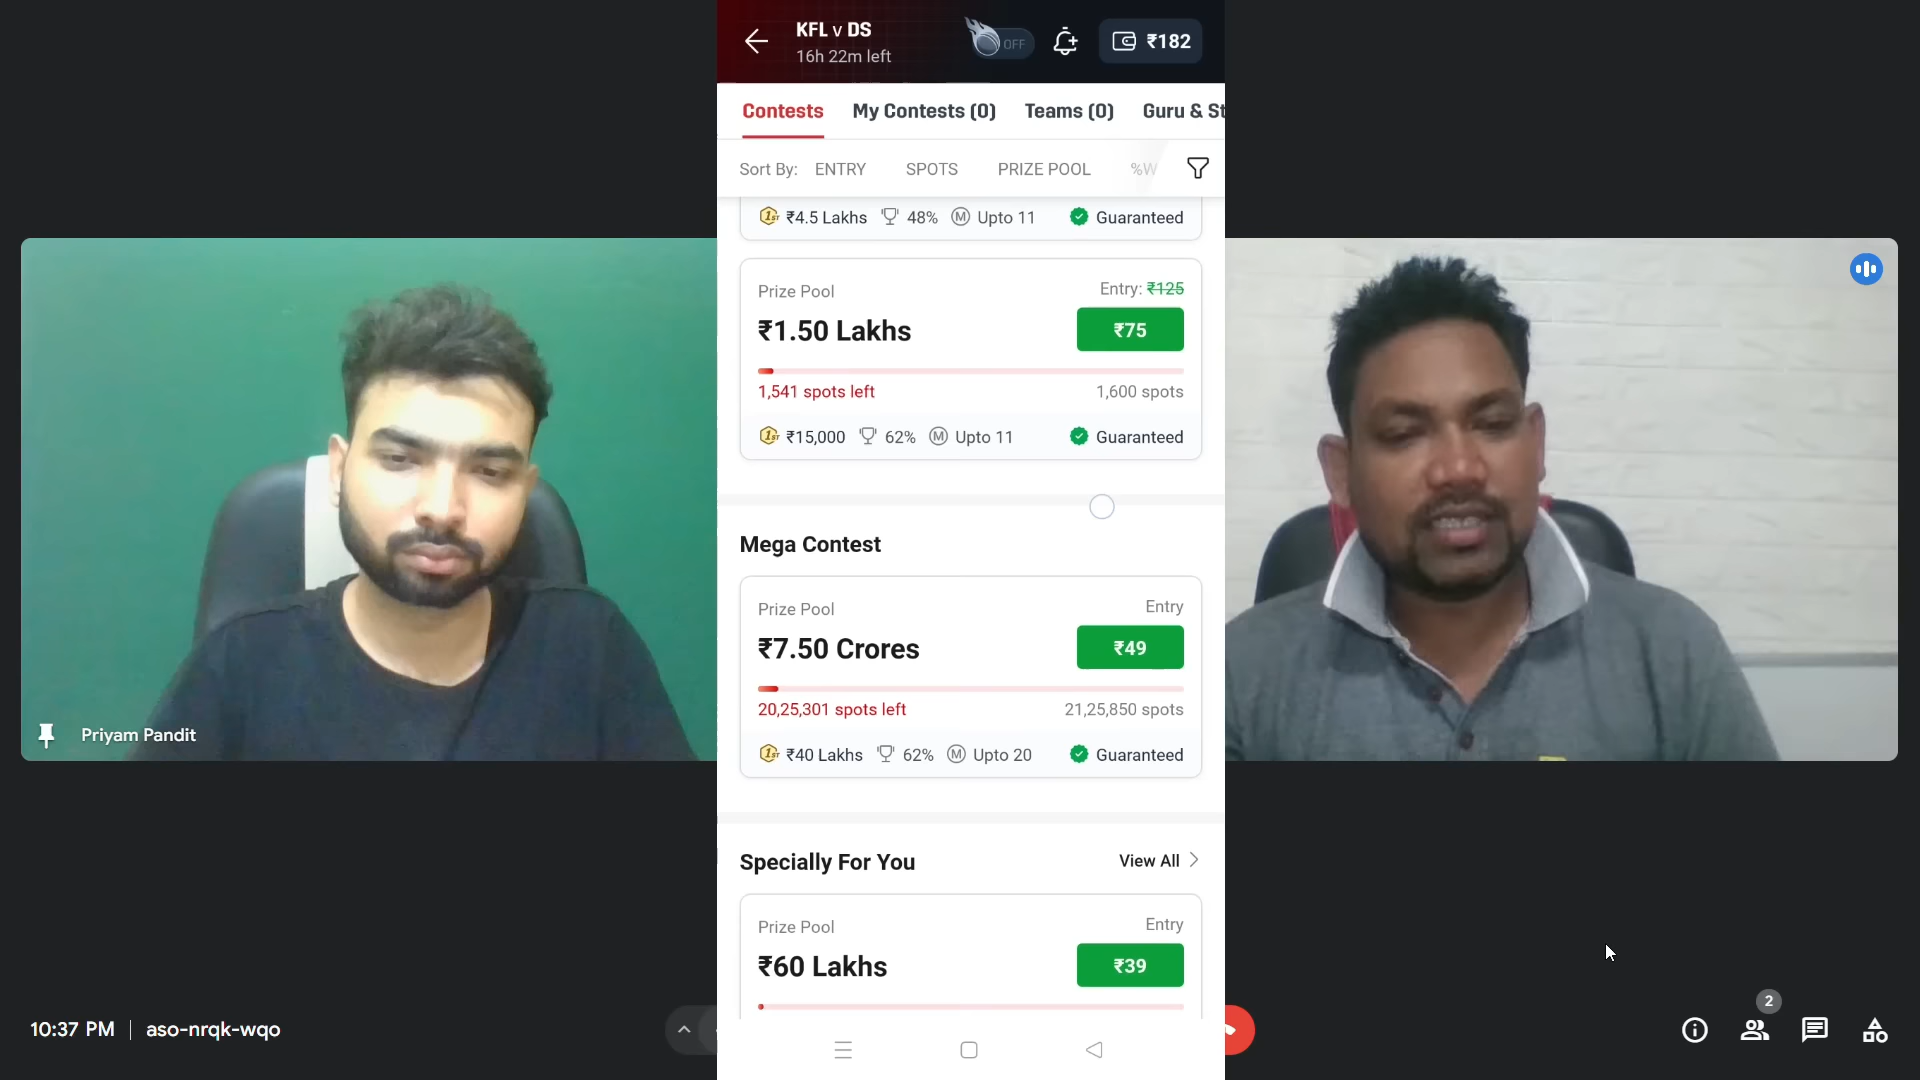 KFL v DS
16h 22m left
OFF
₹182
Contests
My Contests (0)
Teams (0)
Guru & St
Sort By:
ENTRY
SPOTS
PRIZE POOL
%W
1ST ₹4.5 Lakhs
48%
M Upto 11
Guaranteed
Prize Pool
Entry: ₹125
₹1.50 Lakhs
₹75
1,541 spots left
1,600 spots
1ST ₹15,000
62%
M Upto 11
Guaranteed
Mega Contest
Prize Pool
Entry
₹7.50 Crores
₹49
20,25,301 spots left
21,25,850 spots
1ST ₹40 Lakhs
62%
M Upto 20
Guaranteed
Specially For You
View All
Prize Pool
Entry
₹60 Lakhs
₹39
Priyam Pandit
10:37 PM
aso-nrqk-wqo
2